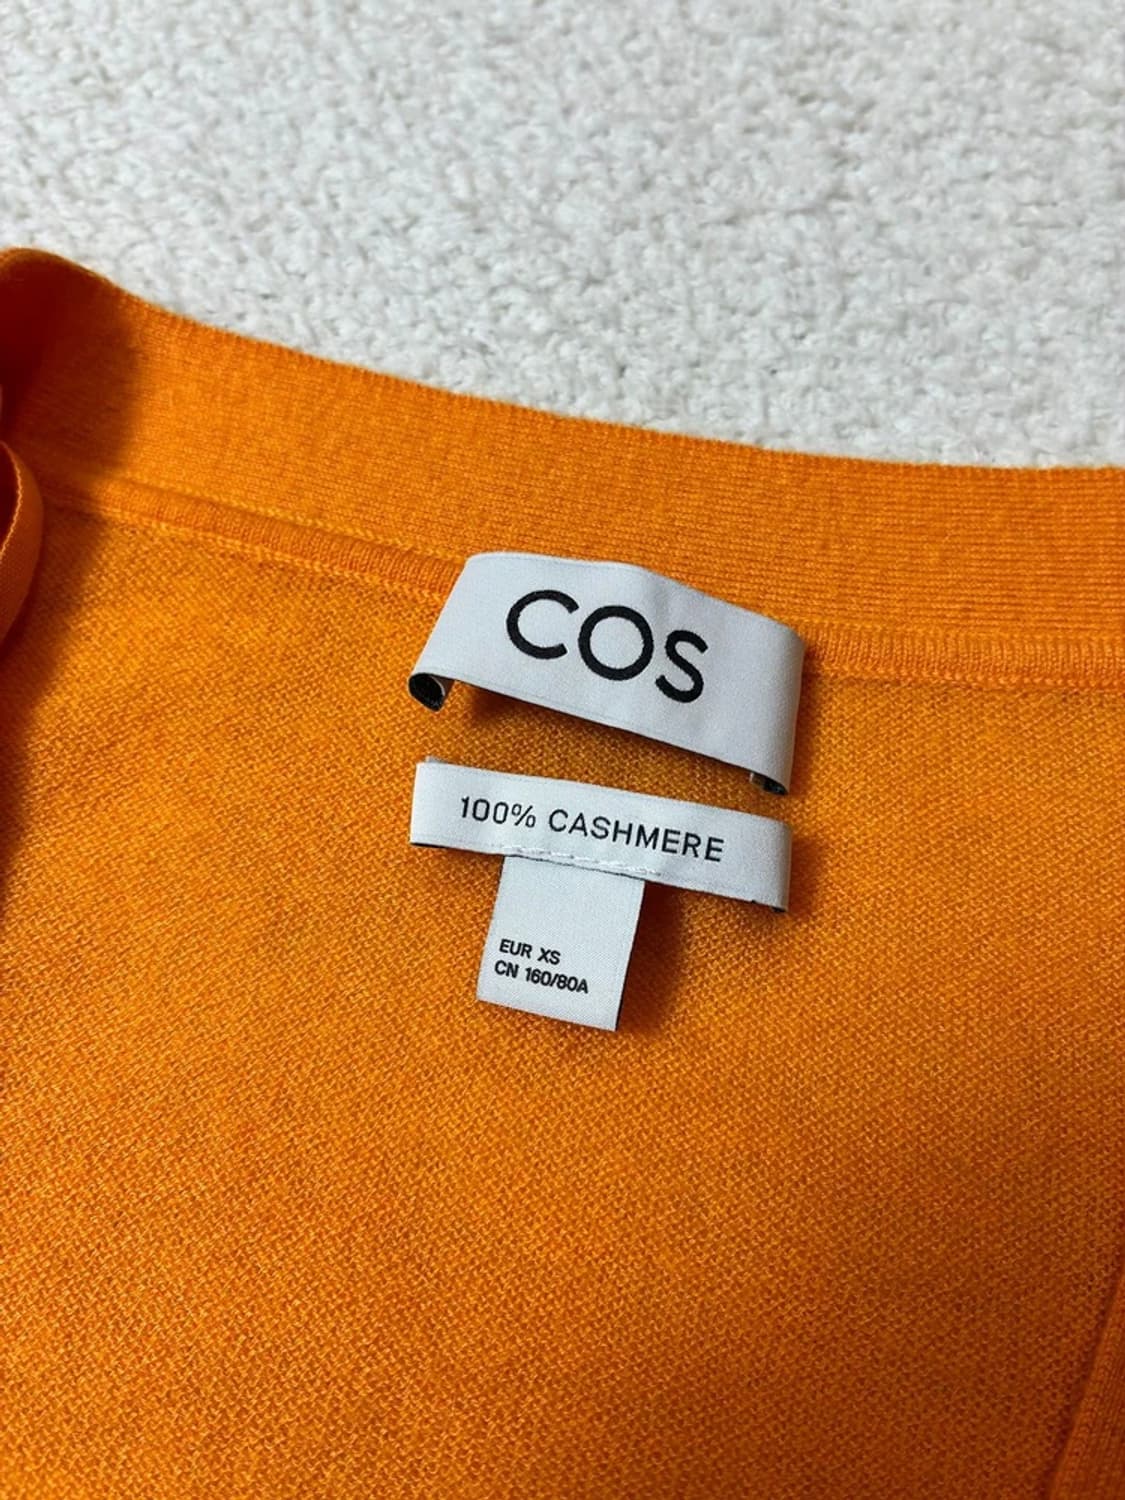 COS
100% CASHMERE
EUR XS
CN 160/80A